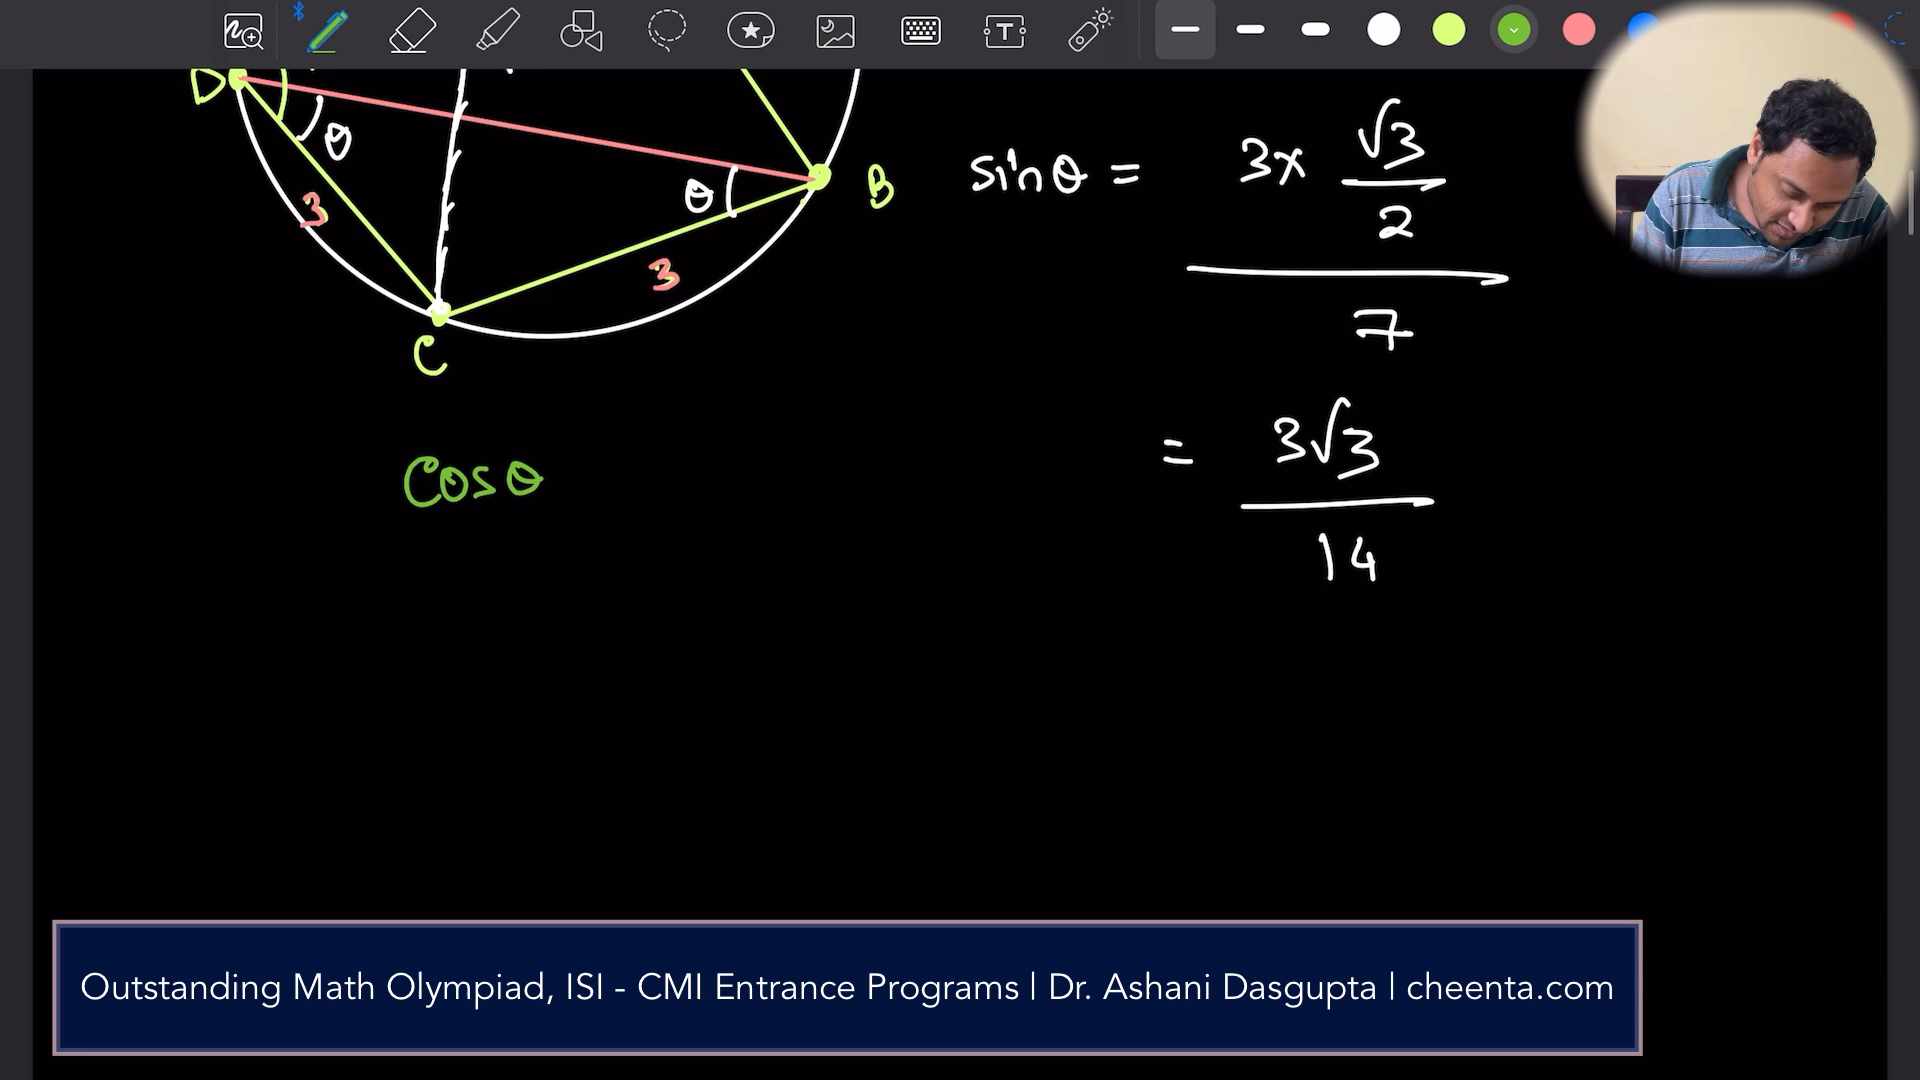 D
θ
3
θ
B
3
C
sinθ = 3x √3/2
7
= 3√3
14
Cosθ
Outstanding Math Olympiad, ISI - CMI Entrance Programs | Dr. Ashani Dasgupta | cheenta.com